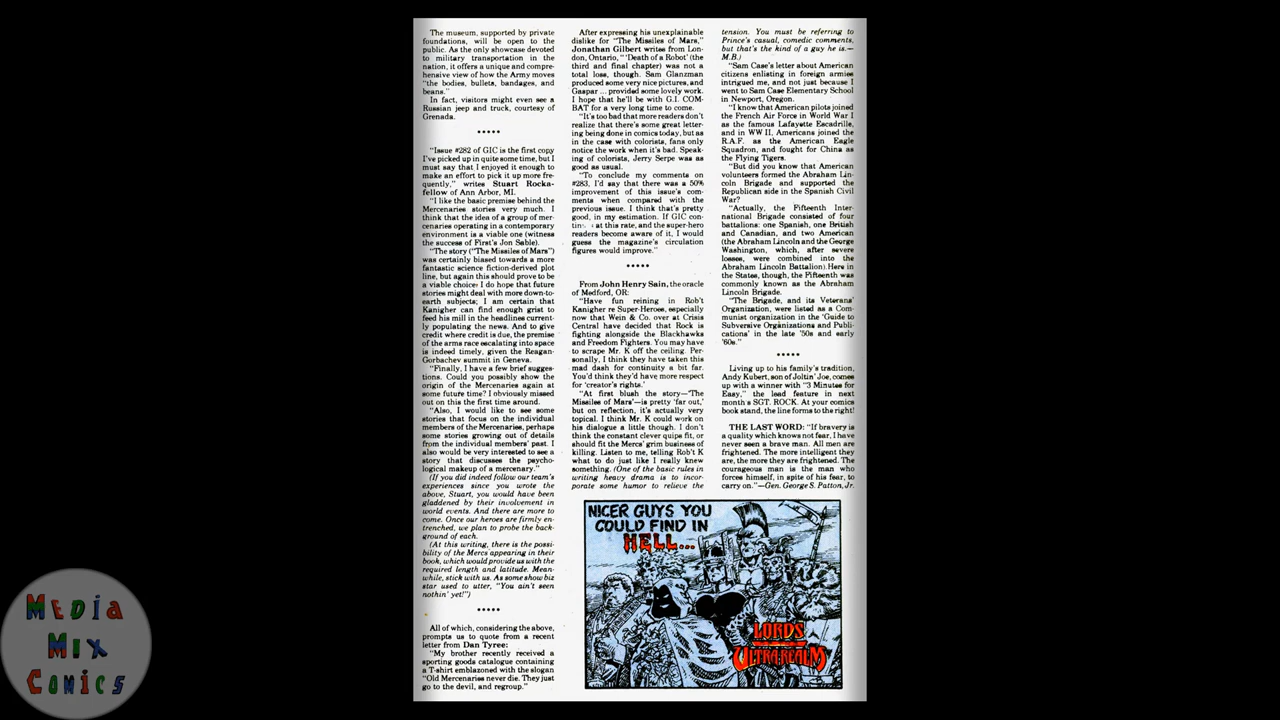 The museum, supported by private
foundations, will be open to the
public. As the only showcase devoted
to military transportation in the
nation, it offers a unique and compre-
hensive view of how the Army moves
"the bodies, bullets, bandages, and
beans."
In fact, visitors might even see a
Russian jeep and truck, courtesy of
Grenada.
*****
"Issue #282 of GIC is the first copy
I've picked up in quite some time, but I
must say that I enjoyed it enough to
make an effort to pick it up more fre-
quently," writes Stuart Rocka-
fellow of Ann Arbor, MI.
"I like the basic premise behind the
Mercenaries stories very much. I
think that the idea of a group of mer-
cenaries operating in a contemporary
environment is a viable one (witness
the success of First's Jon Sable).
"The story ("The Missiles of Mars")
was certainly biased towards a more
fantastic science fiction-derived plot
line, but again this should prove to be
a viable choice: I do hope that future
stories might deal with more down-to-
earth subjects; I am certain that
Kanigher can find enough grist to
feed his mill in the headlines current-
ly populating the news. And to give
credit where credit is due, the premise
of the arms race escalating into space
is indeed timely, given the Reagan-
Gorbachev summit in Geneva.
"Finally, I have a few brief sugges-
tions. Could you possibly show the
origin of the Mercenaries again at
some future time? I obviously missed
out on this the first time around.
"Also, I would like to see some
stories that focus on the individual
members of the Mercenaries, perhaps
some stories growing out of details
from the individual members' past. I
also would be very interested to see a
story that discusses the psycho-
logical makeup of a mercenary."
(If you did indeed follow our team's
experiences since you wrote the
above, Stuart, you would have been
gladdened by their involvement in
world events. And there are more to
come. Once our heroes are firmly en-
trenched, we plan to probe the back-
ground of each.
(At this writing, there is the possi-
bility of the Mercs appearing in their
book, which would provide us with the
required length and latitude. Mean-
while, stick with us. As some show biz
star used to utter, "You ain't seen
nothin' yet!")
*****
All of which, considering the above,
prompts us to quote from a recent
letter from Dan Tyree:
"My brother recently received a
sporting goods catalogue containing
a T-shirt emblazoned with the slogan
"Old Mercenaries never die. They just
go to the devil, and regroup."
After expressing his unexplainable
dislike for "The Missiles of Mars,"
Jonathan Gilbert writes from Lon-
don, Ontario, "'Death of a Robot' (the
third and final chapter) was not a
total loss, though. Sam Glanzman
produced some very nice pictures, and
Gaspar ... provided some lovely work.
I hope that he'll be with G.I. COM-
BAT for a very long time to come.
"It's too bad that more readers don't
realize that there's some great letter-
ing being done in comics today, but as
in the case with colorists, fans only
notice the work when it's bad. Speak-
ing of colorists, Jerry Serpe was as
good as usual.
"To conclude my comments on
#283, I'd say that there was a 50%
improvement of this issue's com-
ments when compared with the
previous issue. I think that's pretty
good, in my estimation. If GIC con-
tin at this rate, and the super-hero
readers become aware of it, I would
guess the magazine's circulation
figures would improve."
*****
From John Henry Sain, the oracle
of Medford, OR:
"Have fun reining in Rob't
Kanigher re Super-Heroes, especially
now that Wein & Co. over at Crisis
Central have decided that Rock is
fighting alongside the Blackhawks
and Freedom Fighters. You may have
to scrape Mr. K off the ceiling. Per-
sonally, I think they have taken this
mad dash for continuity a bit far.
You'd think they'd have more respect
for 'creator's rights.'
"At first blush the story—'The
Missiles of Mars'—is pretty 'far out,'
but on reflection, it's actually very
topical. I think Mr. K could work on
his dialogue a little though. I don't
think the constant clever quips fit, or
should fit the Mercs' grim business of
killing. Listen to me, telling Rob't K
what to do just like I really knew
something. (One of the basic rules in
writing heavy drama is to incor-
porate some humor to relieve the
tension. You must be referring to
Prince's casual, comedic comments,
but that's the kind of a guy he is.—
M.B.)
"Sam Case's letter about American
citizens enlisting in foreign armies
intrigued me, and not just because I
went to Sam Case Elementary School
in Newport, Oregon.
"I know that American pilots joined
the French Air Force in World War I
as the famous Lafayette Escadrille,
and in WW II, Americans joined the
R.A.F. as the American Eagle
Squadron, and fought for China as
the Flying Tigers.
"But did you know that American
volunteers formed the Abraham Lin-
coln Brigade and supported the
Republican side in the Spanish Civil
War?
"Actually, the Fifteenth Inter-
national Brigade consisted of four
battalions: one Spanish, one British
and Canadian, and two American
(the Abraham Lincoln and the George
Washington, which, after severe
losses, were combined into the
Abraham Lincoln Battalion). Here in
the States, though, the Fifteenth was
commonly known as the Abraham
Lincoln Brigade.
"The Brigade, and its Veterans'
Organization, were listed as a Com-
munist organization in the 'Guide to
Subversive Organizations and Publi-
cations' in the late '50s and early
'60s."
*****
Living up to his family's tradition,
Andy Kubert, son of Joltin' Joe, comes
up with a winner with "3 Minutes for
Easy," the lead feature in next
month's SGT. ROCK. At your comics
book stand, the line forms to the right!
THE LAST WORD: "If bravery is
a quality which knows not fear, I have
never seen a brave man. All men are
frightened. The more intelligent they
are, the more they are frightened. The
courageous man is the man who
forces himself, in spite of his fear, to
carry on."—Gen. George S. Patton, Jr.
NICER GUYS YOU
COULD FIND IN
HELL...
LORDS
OF THE
ULTRA-REALM
MEDIA
MIX
COMICS